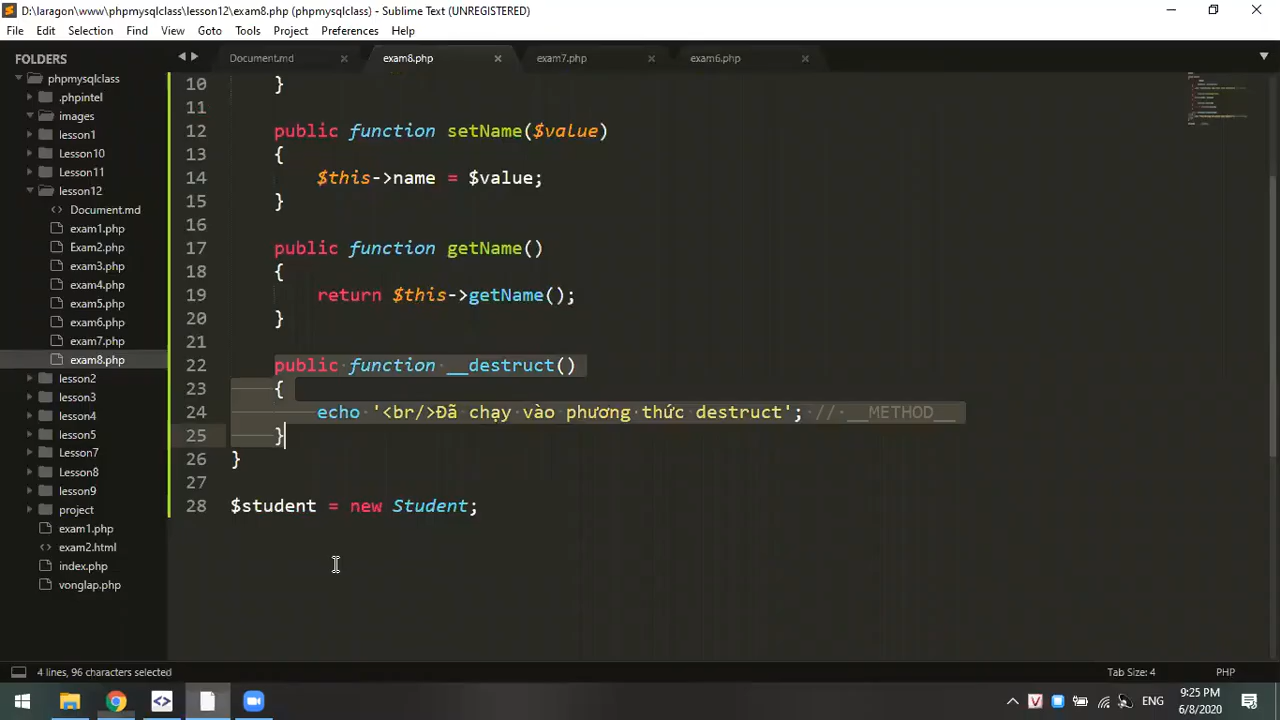 D:\laragon\www\phpmysqlclass\lesson12\exam8.php (phpmysqlclass) - Sublime Text (UNREGISTERED)
File Edit Selection Find View Goto Tools Project Preferences Help
FOLDERS
phpmysqlclass
.phpintel
images
lesson1
Lesson10
Lesson11
lesson12
Document.md
exam1.php
Exam2.php
exam3.php
exam4.php
exam5.php
exam6.php
exam7.php
exam8.php
lesson2
lesson3
lesson4
lesson5
Lesson7
Lesson8
lesson9
project
exam1.php
exam2.html
index.php
vonglap.php
Document.md exam8.php exam7.php exam6.php
10 }
11
12 public function setName($value)
13 {
14 $this->name = $value;
15 }
16
17 public function getName()
18 {
19 return $this->getName();
20 }
21
22 public function __destruct()
23 {
24 echo '<br/>Đã chạy vào phương thức destruct'; // __METHOD__
25 }
26 }
27
28 $student = new Student;
4 lines, 96 characters selected Tab Size: 4 PHP
ENG 9:25 PM
6/8/2020